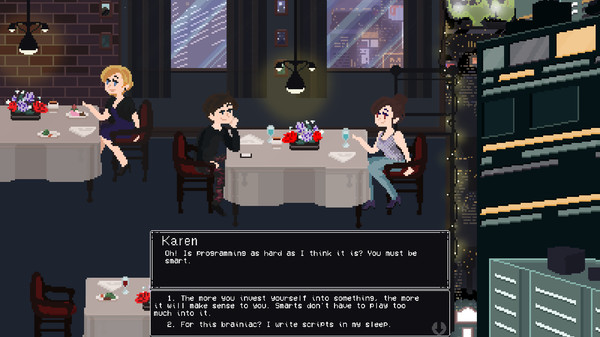 Karen
Oh! Is programming as hard as I think it is? You must be
smart.
1. The more you invest yourself into something, the more
it will make sense to you. Smarts don't have to play too
much into it.
2. For this brainiac? I write scripts in my sleep.